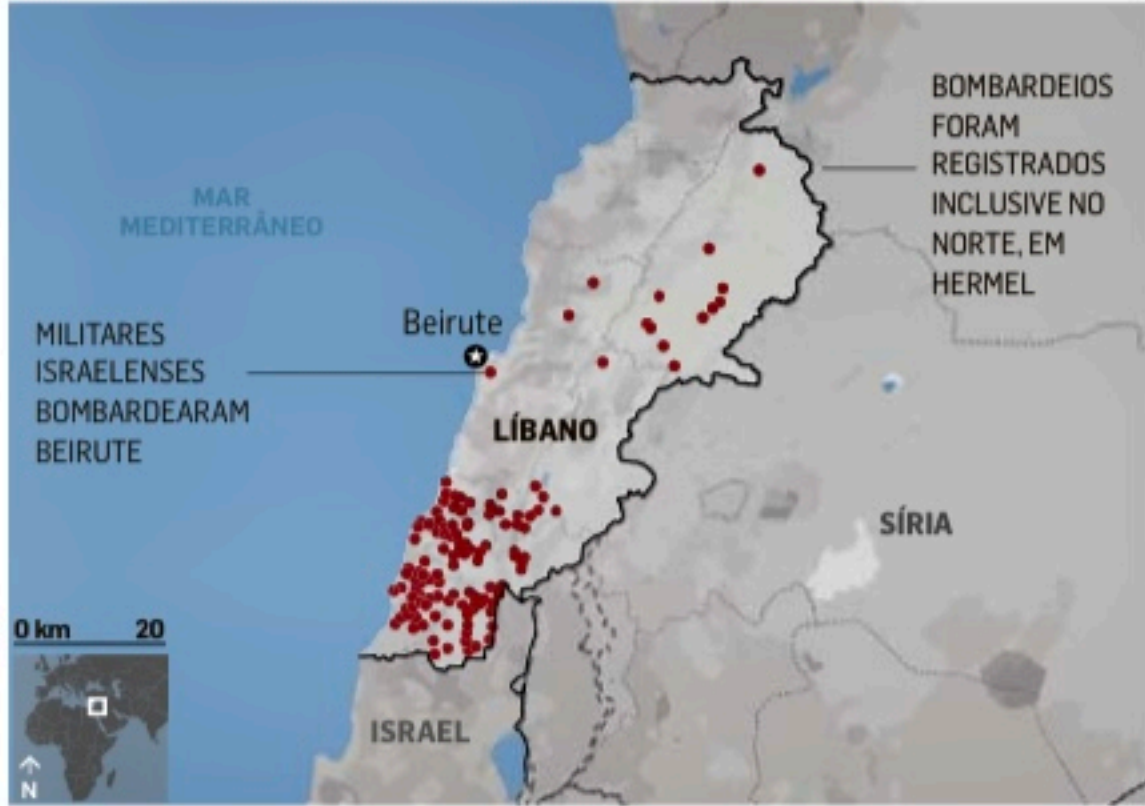 BOMBARDEIOS
FORAM
REGISTRADOS
INCLUSIVE NO
NORTE, EM
HERMEL
MAR
MEDITERRÂNEO
MILITARES
ISRAELENSES
BOMBARDEARAM
BEIRUTE
Beirute
LÍBANO
SÍRIA
ISRAEL
0 km 20
N